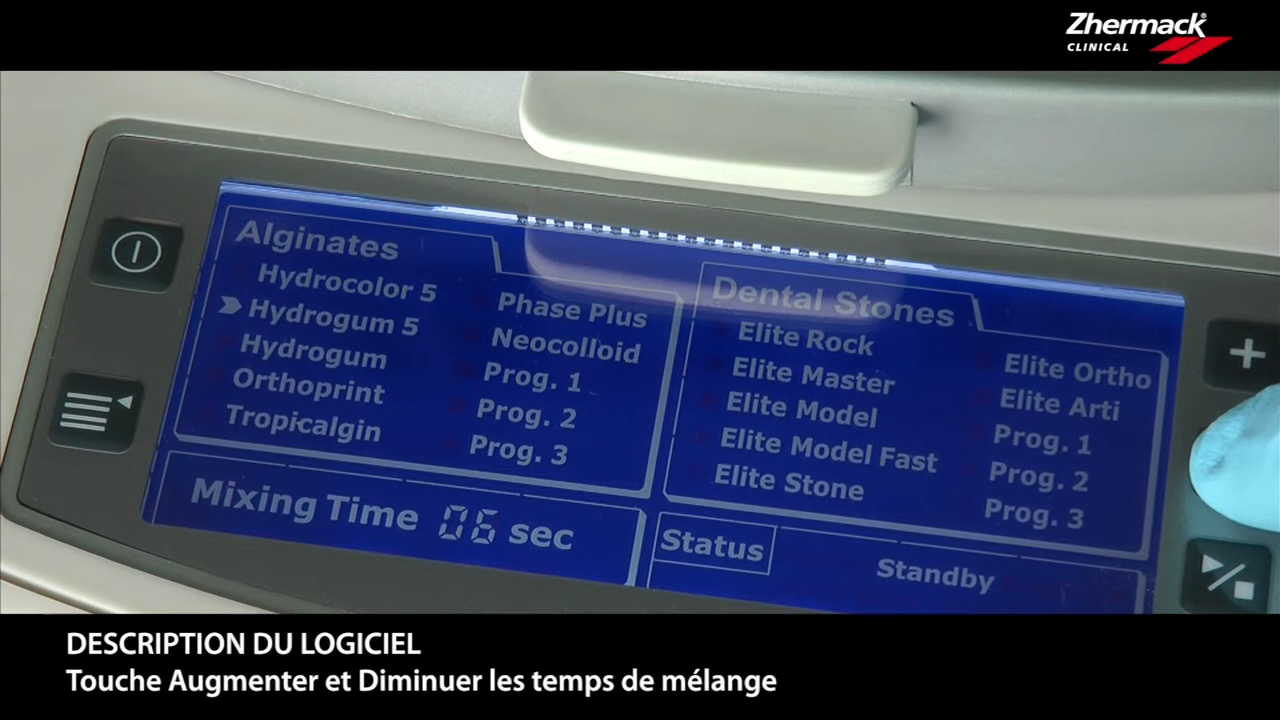 Zhermack®
CLINICAL
Alginates
Hydrocolor 5
Hydrogum 5
Hydrogum
Orthoprint
Tropicalgin
Phase Plus
Neocolloid
Prog. 1
Prog. 2
Prog. 3
Dental Stones
Elite Rock
Elite Master
Elite Model
Elite Model Fast
Elite Stone
Elite Ortho
Elite Arti
Prog. 1
Prog. 2
Prog. 3
+
Mixing Time 06 sec
Status
Standby
DESCRIPTION DU LOGICIEL
Touche Augmenter et Diminuer les temps de mélange